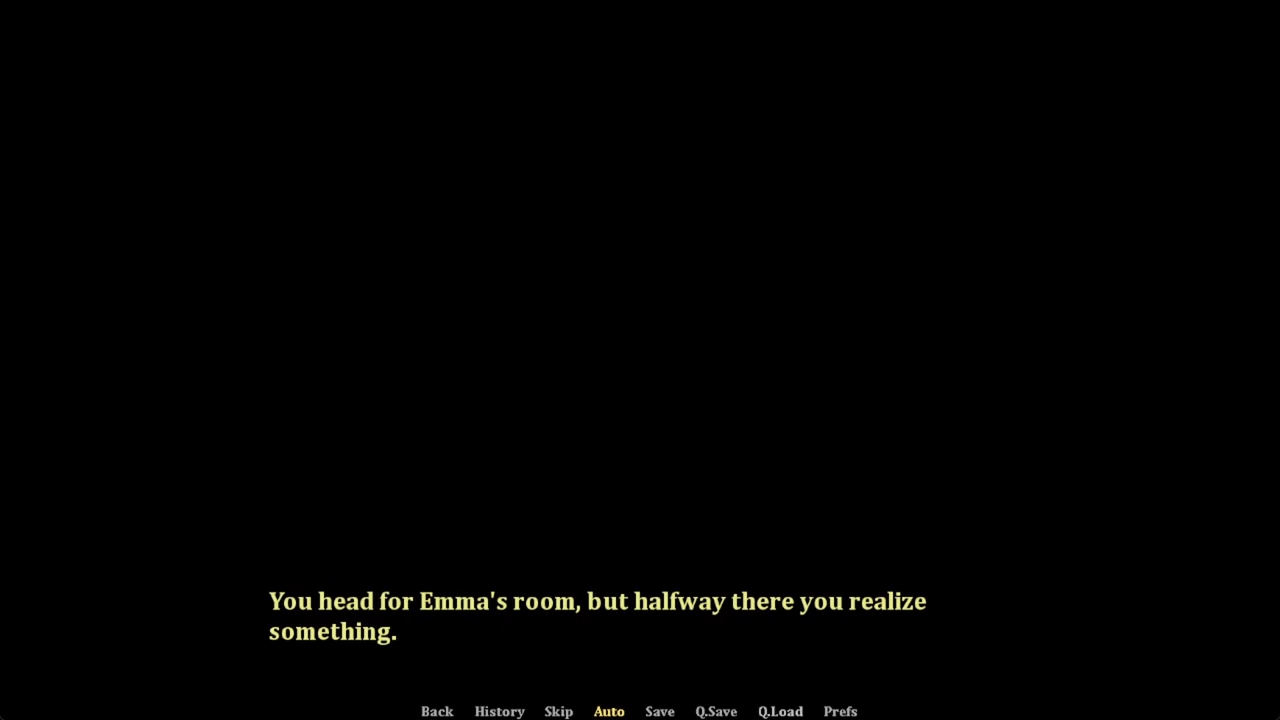 You head for Emma's room, but halfway there you realize
something.
Back History Skip Auto Save Q.Save Q.Load Prefs